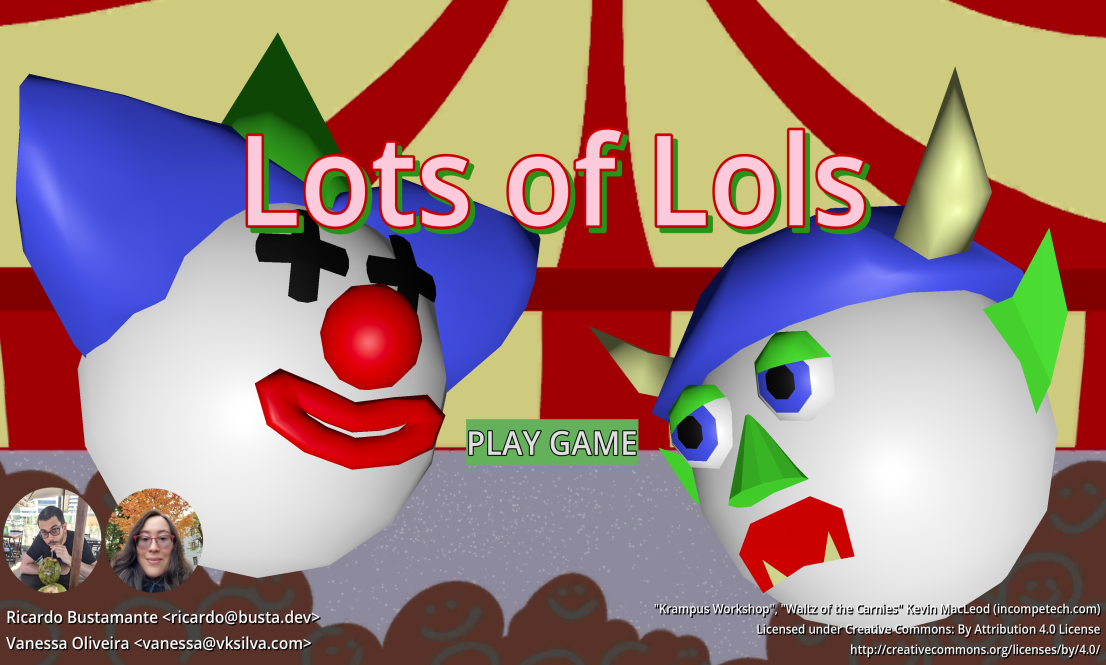 Lots of Lols
PLAY GAME
Ricardo Bustamante <ricardo@busta.dev>
Vanessa Oliveira <vanessa@vksilva.com>
"Krampus Workshop", "Waltz of the Carnies" Kevin MacLeod (incompetech.com)
Licensed under Creative Commons: By Attribution 4.0 License
http://creativecommons.org/licenses/by/4.0/